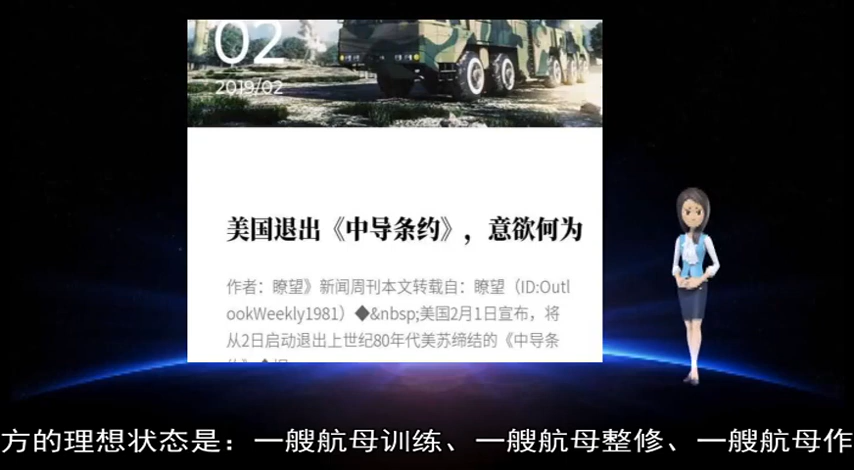 02
2019/02
美国退出《中导条约》，意欲何为
作者：瞭望》新闻周刊本文转载自：瞭望（ID:Outl
ookWeekly1981）◆&nbsp;美国2月1日宣布，将
从2日启动退出上世纪80年代美苏缔结的《中导条
方的理想状态是：一艘航母训练、一艘航母整修、一艘航母作